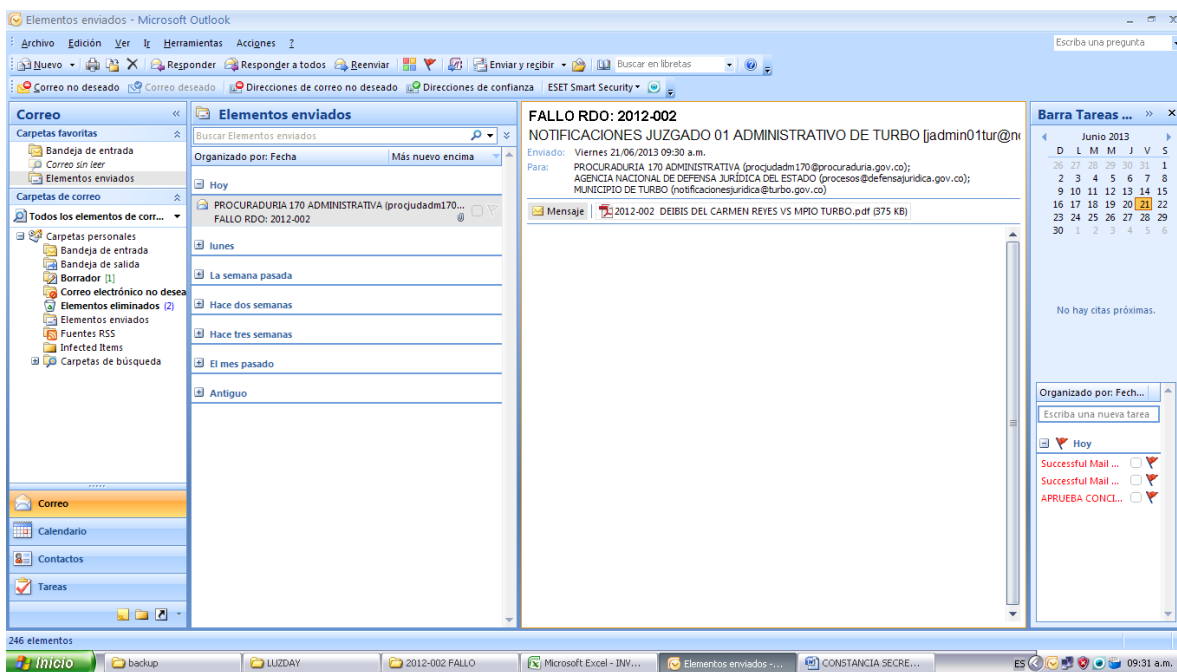 Elementos enviados - Microsoft Outlook
Archivo Edición Ver Ir Herramientas Acciones ?
Escriba una pregunta
Nuevo Responder Responder a todos Reenviar Enviar y recibir Buscar en libretas
Correo no deseado Correo deseado Direcciones de correo no deseado Direcciones de confianza ESET Smart Security
Correo «
Carpetas favoritas
Bandeja de entrada
Correo sin leer
Elementos enviados
Carpetas de correo
Todos los elementos de corr...
Carpetas personales
Bandeja de entrada
Bandeja de salida
Borrador [1]
Correo electrónico no desea
Elementos eliminados (2)
Elementos enviados
Fuentes RSS
Infected Items
Carpetas de búsqueda
Correo
Calendario
Contactos
Tareas
Elementos enviados
Buscar Elementos enviados
Organizado por: Fecha Más nuevo encima
Hoy
PROCURADURIA 170 ADMINISTRATIVA (procjudadm170...
FALLO RDO: 2012-002
lunes
La semana pasada
Hace dos semanas
Hace tres semanas
El mes pasado
Antiguo
FALLO RDO: 2012-002
NOTIFICACIONES JUZGADO 01 ADMINISTRATIVO DE TURBO [jadmin01tur@n
Enviado: Viernes 21/06/2013 09:30 a.m.
Para: PROCURADURIA 170 ADMINISTRATIVA (procjudadm170@procuraduria.gov.co);
AGENCIA NACIONAL DE DEFENSA JURÍDICA DEL ESTADO (procesos@defensajuridica.gov.co);
MUNICIPIO DE TURBO (notificacionesjuridica@turbo.gov.co)
Mensaje 2012-002 DEIBIS DEL CARMEN REYES VS MPIO TURBO.pdf (375 KB)
Barra Tareas ... » ×
Junio 2013
D L M M J V S
26 27 28 29 30 31 1
2 3 4 5 6 7 8
9 10 11 12 13 14 15
16 17 18 19 20 21 22
23 24 25 26 27 28 29
30 1 2 3 4 5 6
No hay citas próximas.
Organizado por: Fech...
Escriba una nueva tarea
Hoy
Successful Mail ...
Successful Mail ...
APRUEBA CONCI...
246 elementos
Inicio backup LUZDAY 2012-002 FALLO Microsoft Excel - INV... Elementos enviados -... CONSTANCIA SECRE... ES 09:31 a.m.